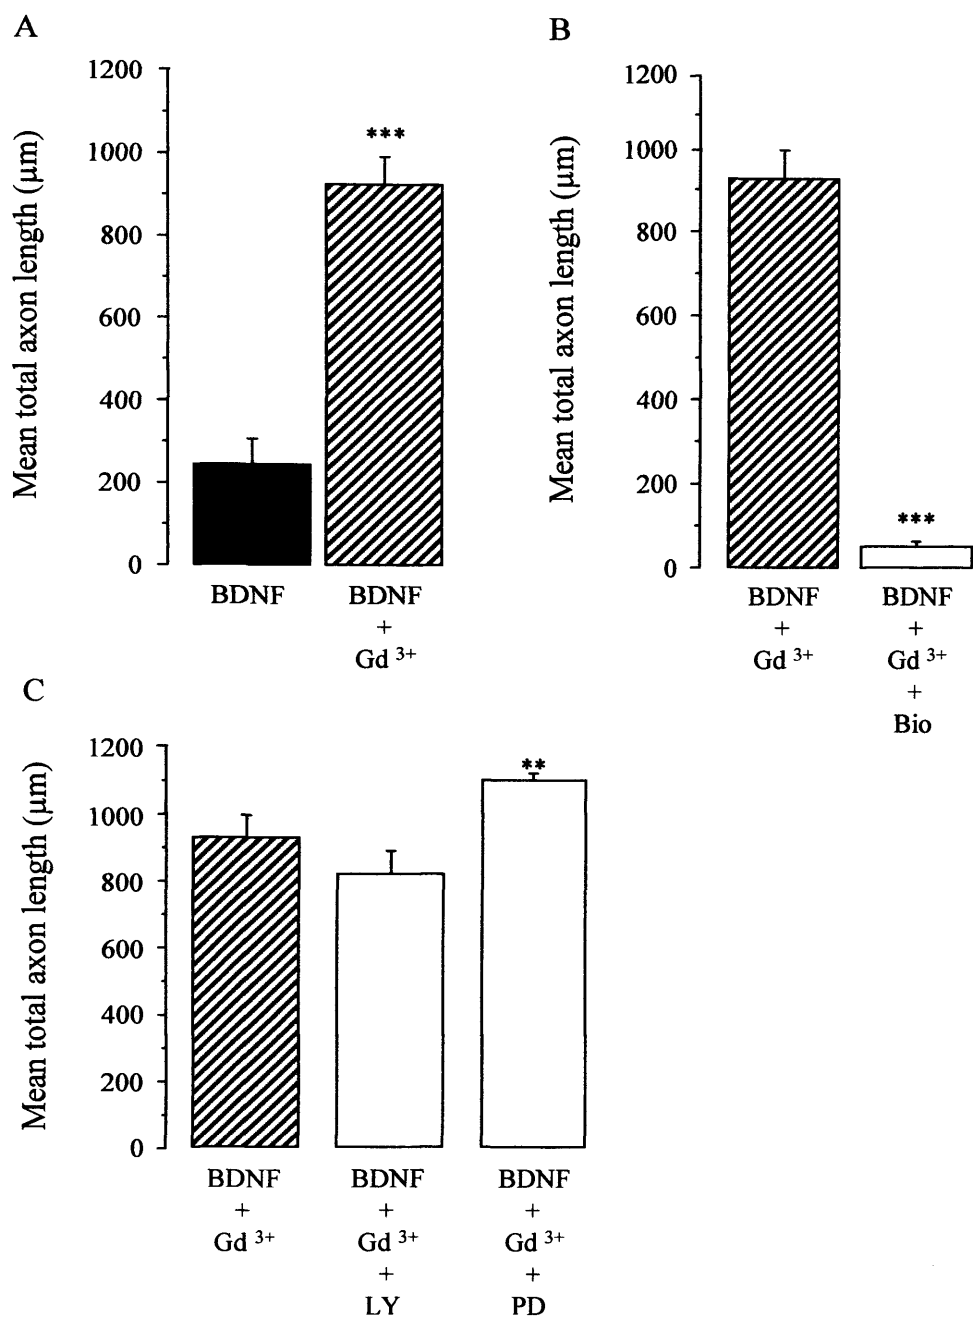 A
Mean total axon length (µm)
1200
1000
800
600
400
200
0
***
BDNF
BDNF
+
Gd 3+
B
Mean total axon length (µm)
1200
1000
800
600
400
200
0
***
BDNF
+
Gd 3+
BDNF
+
Gd 3+
+
Bio
C
Mean total axon length (µm)
1200
1000
800
600
400
200
0
**
BDNF
+
Gd 3+
BDNF
+
Gd 3+
+
LY
BDNF
+
Gd 3+
+
PD